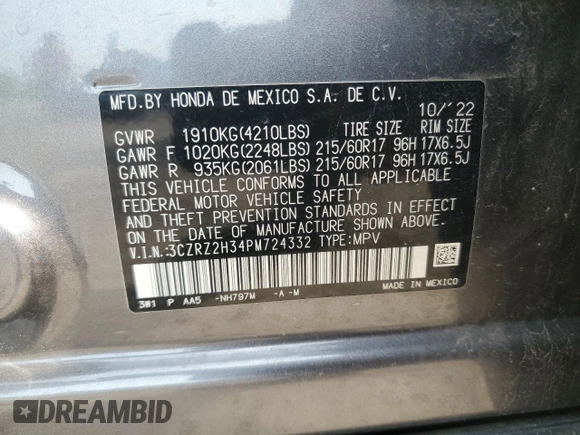 MFD.BY HONDA DE MEXICO S.A. DE C.V.
10/'22
GVWR 1910KG(4210LBS) TIRE SIZE RIM SIZE
GAWR F 1020KG(2248LBS) 215/60R17 96H 17X6.5J
GAWR R 935KG(2061LBS) 215/60R17 96H 17X6.5J
THIS VEHICLE CONFORMS TO ALL APPLICABLE
FEDERAL MOTOR VEHICLE SAFETY
AND THEFT PREVENTION STANDARDS IN EFFECT
ON THE DATE OF MANUFACTURE SHOWN ABOVE.
V.I.N.:3CZRZ2H34PM724332 TYPE:MPV
3W1 P AA5 -NH797M -A -M MADE IN MEXICO
DREAMBID